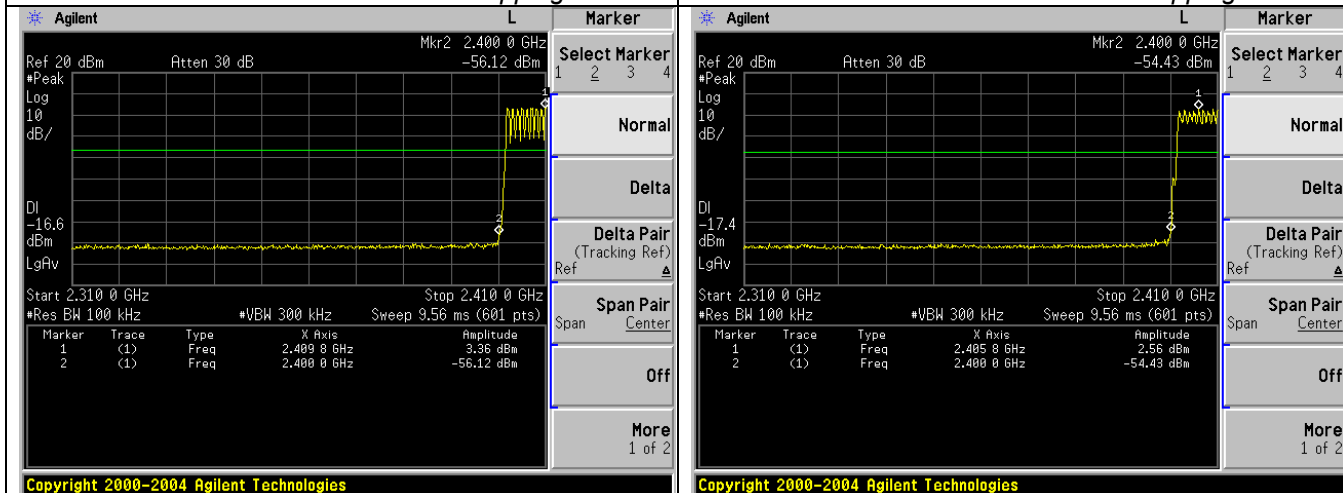 pping pping
Agilent L Marker
Mkr2 2.400 0 GHz
Ref 20 dBm Atten 30 dB -56.12 dBm
#Peak
Log
10
dB/
DI
-16.6
dBm
LgAv
1
2
Start 2.310 0 GHz Stop 2.410 0 GHz
#Res BW 100 kHz #VBW 300 kHz Sweep 9.56 ms (601 pts)
Marker Trace Type X Axis Amplitude
1 (1) Freq 2.409 8 GHz 3.36 dBm
2 (1) Freq 2.400 0 GHz -56.12 dBm
Select Marker
1 2 3 4
Normal
Delta
Delta Pair
(Tracking Ref)
Ref Δ
Span Pair
Span Center
Off
More
1 of 2
Copyright 2000-2004 Agilent Technologies
Agilent L Marker
Mkr2 2.400 0 GHz
Ref 20 dBm Atten 30 dB -54.43 dBm
#Peak
Log
10
dB/
DI
-17.4
dBm
LgAv
1
2
Start 2.310 0 GHz Stop 2.410 0 GHz
#Res BW 100 kHz #VBW 300 kHz Sweep 9.56 ms (601 pts)
Marker Trace Type X Axis Amplitude
1 (1) Freq 2.405 8 GHz 2.56 dBm
2 (1) Freq 2.400 0 GHz -54.43 dBm
Select Marker
1 2 3 4
Normal
Delta
Delta Pair
(Tracking Ref)
Ref Δ
Span Pair
Span Center
Off
More
1 of 2
Copyright 2000-2004 Agilent Technologies